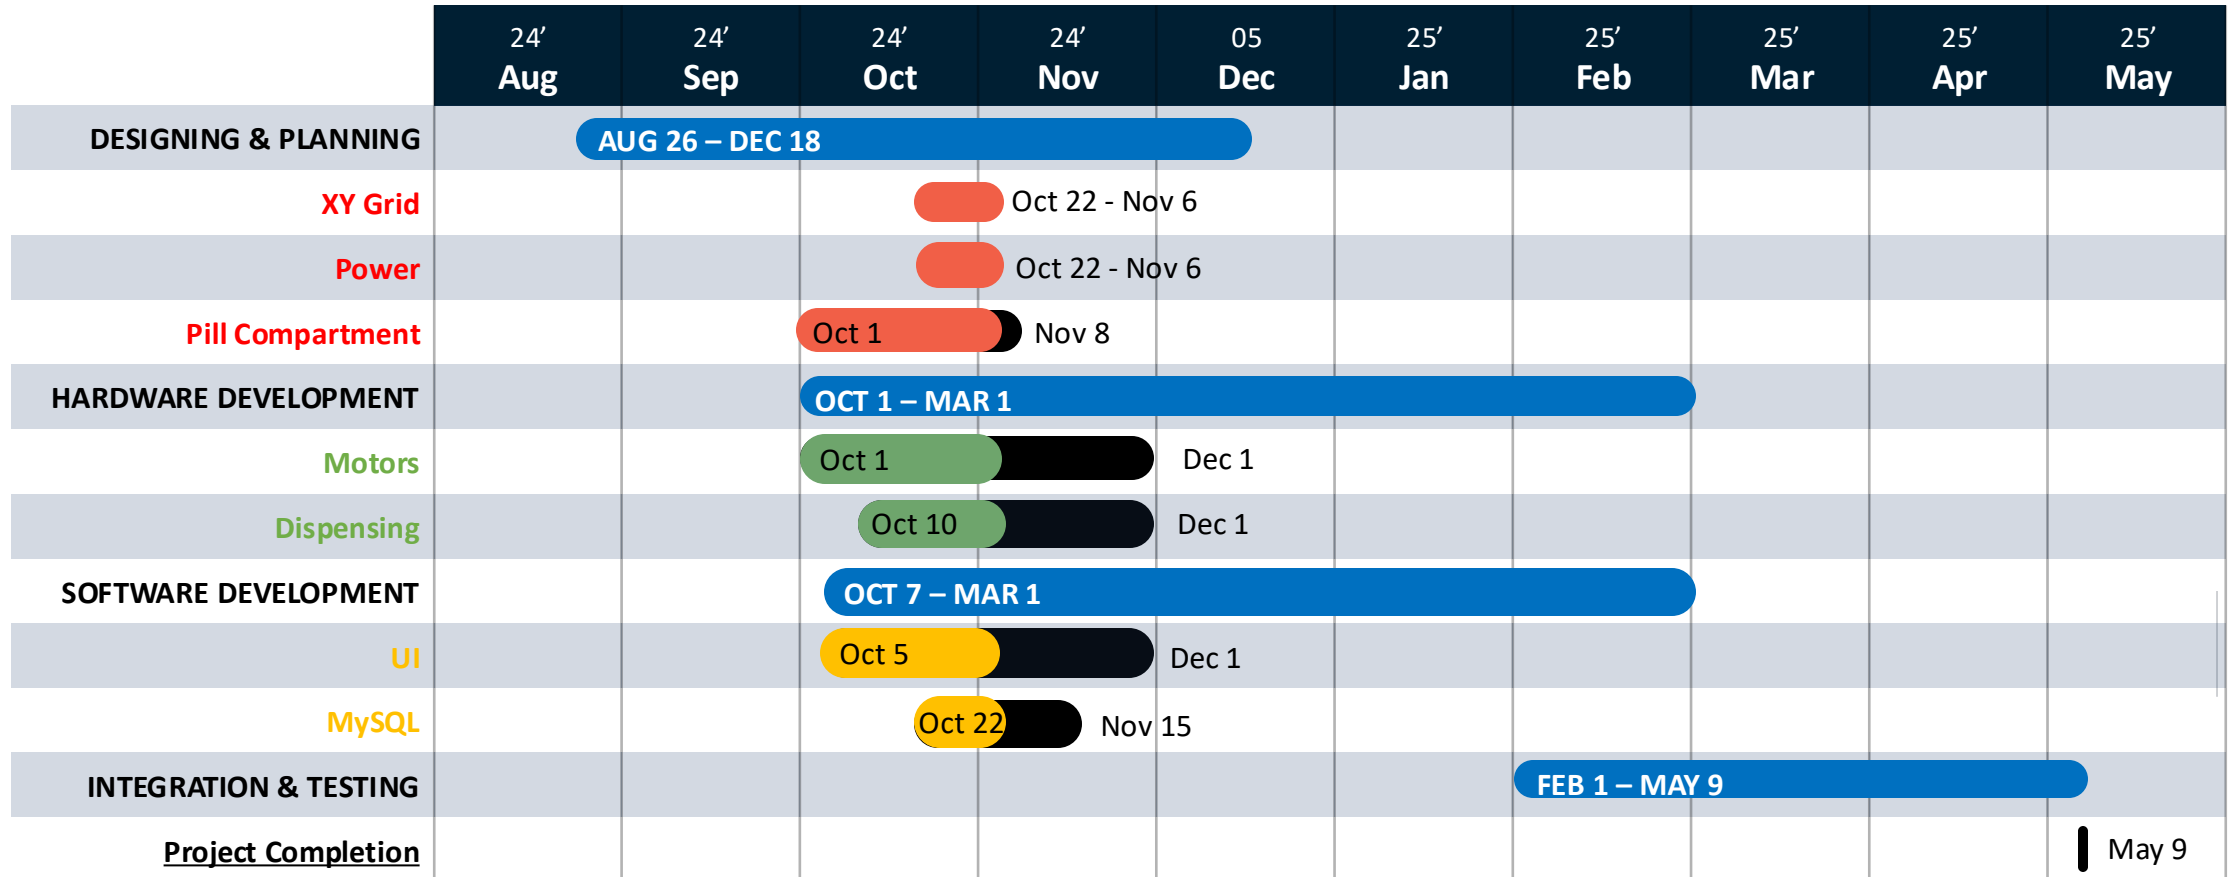 24’ 24’ 24’ 24’ 05 25’ 25’ 25’ 25’ 25’
Aug Sep Oct Nov Dec Jan Feb Mar Apr May
DESIGNING & PLANNING AUG 26 – DEC 18
XY Grid Oct 22 - Nov 6
Power Oct 22 - Nov 6
Pill Compartment Oct 1 Nov 8
HARDWARE DEVELOPMENT OCT 1 – MAR 1
Motors Oct 1 Dec 1
Dispensing Oct 10 Dec 1
SOFTWARE DEVELOPMENT OCT 7 – MAR 1
UI Oct 5 Dec 1
MySQL Oct 22 Nov 15
INTEGRATION & TESTING FEB 1 – MAY 9
Project Completion May 9